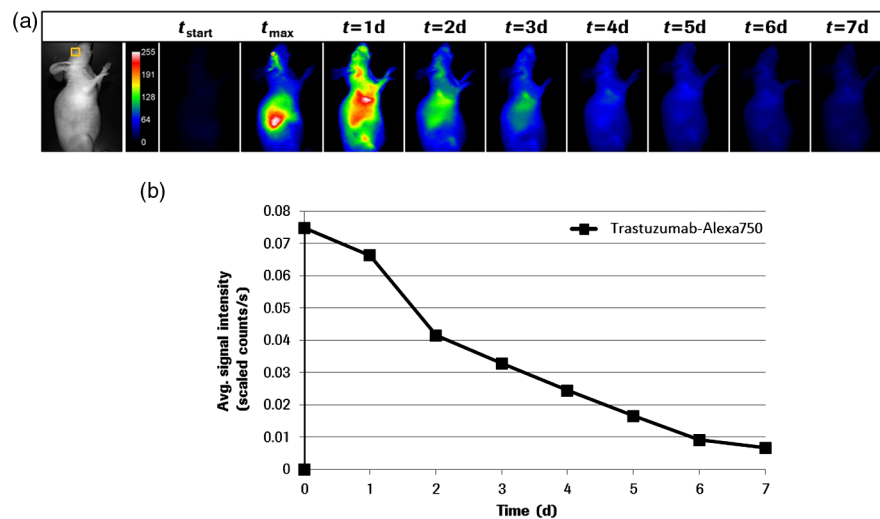 (a)
t_start t_max t=1d t=2d t=3d t=4d t=5d t=6d t=7d
255
191
128
64
0
(b)
0.08
0.07
0.06
0.05
0.04
0.03
0.02
0.01
0
Avg. signal intensity
(scaled counts/s)
Trastuzumab-Alexa750
0 1 2 3 4 5 6 7
Time (d)